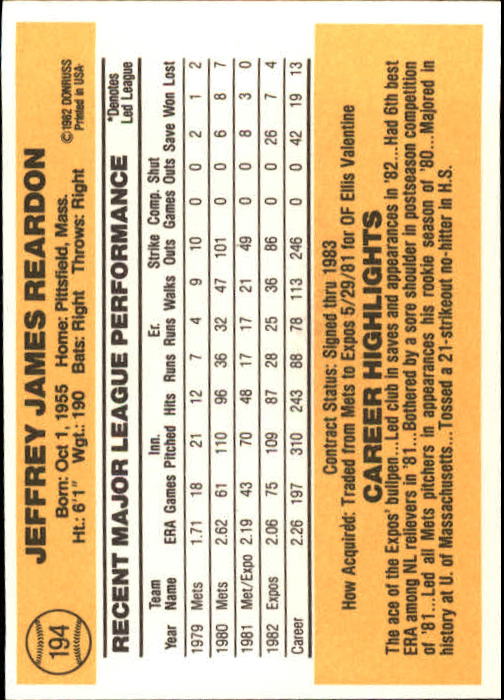 194
JEFFREY JAMES REARDON
©1982 DONRUSS
Printed in USA
Born: Oct 1, 1955 Home: Pittsfield, Mass.
Ht.: 6'1" Wgt.: 190 Bats: Right Throws: Right
RECENT MAJOR LEAGUE PERFORMANCE
*Denotes
Led League
Team Inn. Er. Strike Comp. Shut
Year Name ERA Games Pitched Hits Runs Runs Walks Outs Games Outs Save Won Lost
1979 Mets 1.71 18 21 12 7 4 9 10 0 0 2 1 2
1980 Mets 2.62 61 110 96 36 32 47 101 0 0 6 8 7
1981 Met/Expo 2.19 43 70 48 17 17 21 49 0 0 8 3 0
1982 Expos 2.06 75 109 87 28 25 36 86 0 0 26 7 4
Career 2.26 197 310 243 88 78 113 246 0 0 42 19 13
Contract Status: Signed thru 1983
How Acquired: Traded from Mets to Expos 5/29/81 for OF Ellis Valentine
CAREER HIGHLIGHTS
The ace of the Expos' bullpen...Led club in saves and appearances in '82...Had 6th best
ERA among NL relievers in '81...Bothered by a sore shoulder in postseason competition
of '81...Led all Mets pitchers in appearances his rookie season of '80...Majored in
history at U. of Massachusetts...Tossed a 21-strikeout no-hitter in H.S.